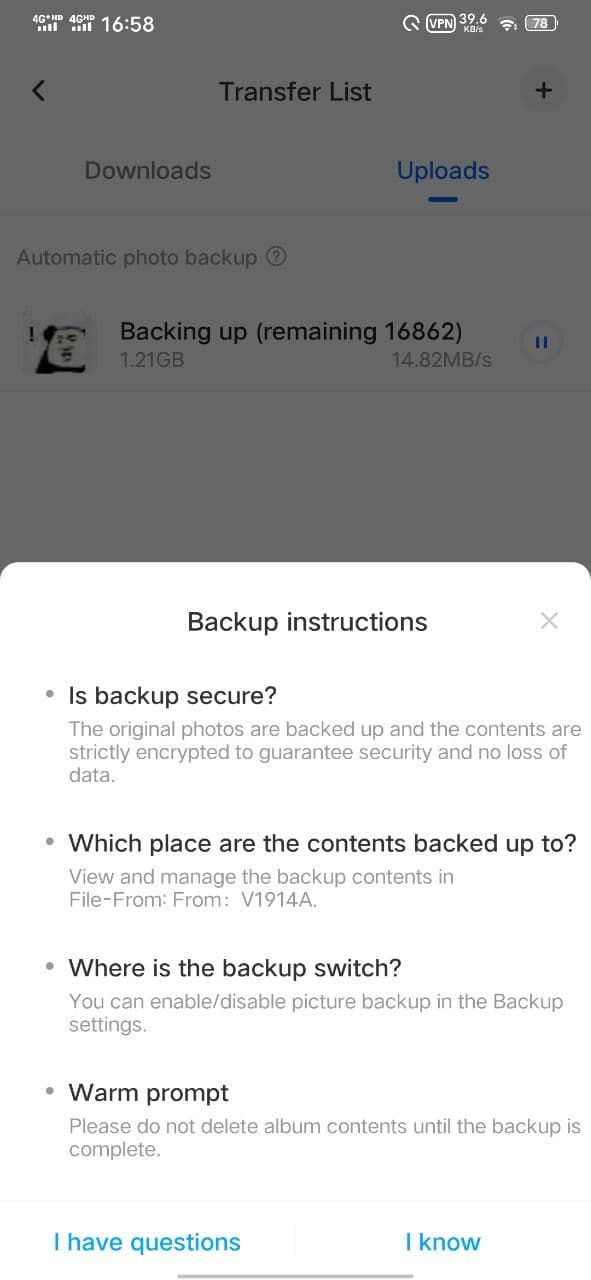 4G+HD 4GHD 16:58 VPN 39.6 KB/s 78
Transfer List
Downloads Uploads
Automatic photo backup ?
! Backing up (remaining 16862)
1.21GB 14.82MB/s
Backup instructions
Is backup secure?
The original photos are backed up and the contents are
strictly encrypted to guarantee security and no loss of
data.
Which place are the contents backed up to?
View and manage the backup contents in
File-From: From：V1914A.
Where is the backup switch?
You can enable/disable picture backup in the Backup
settings.
Warm prompt
Please do not delete album contents until the backup is
complete.
I have questions I know